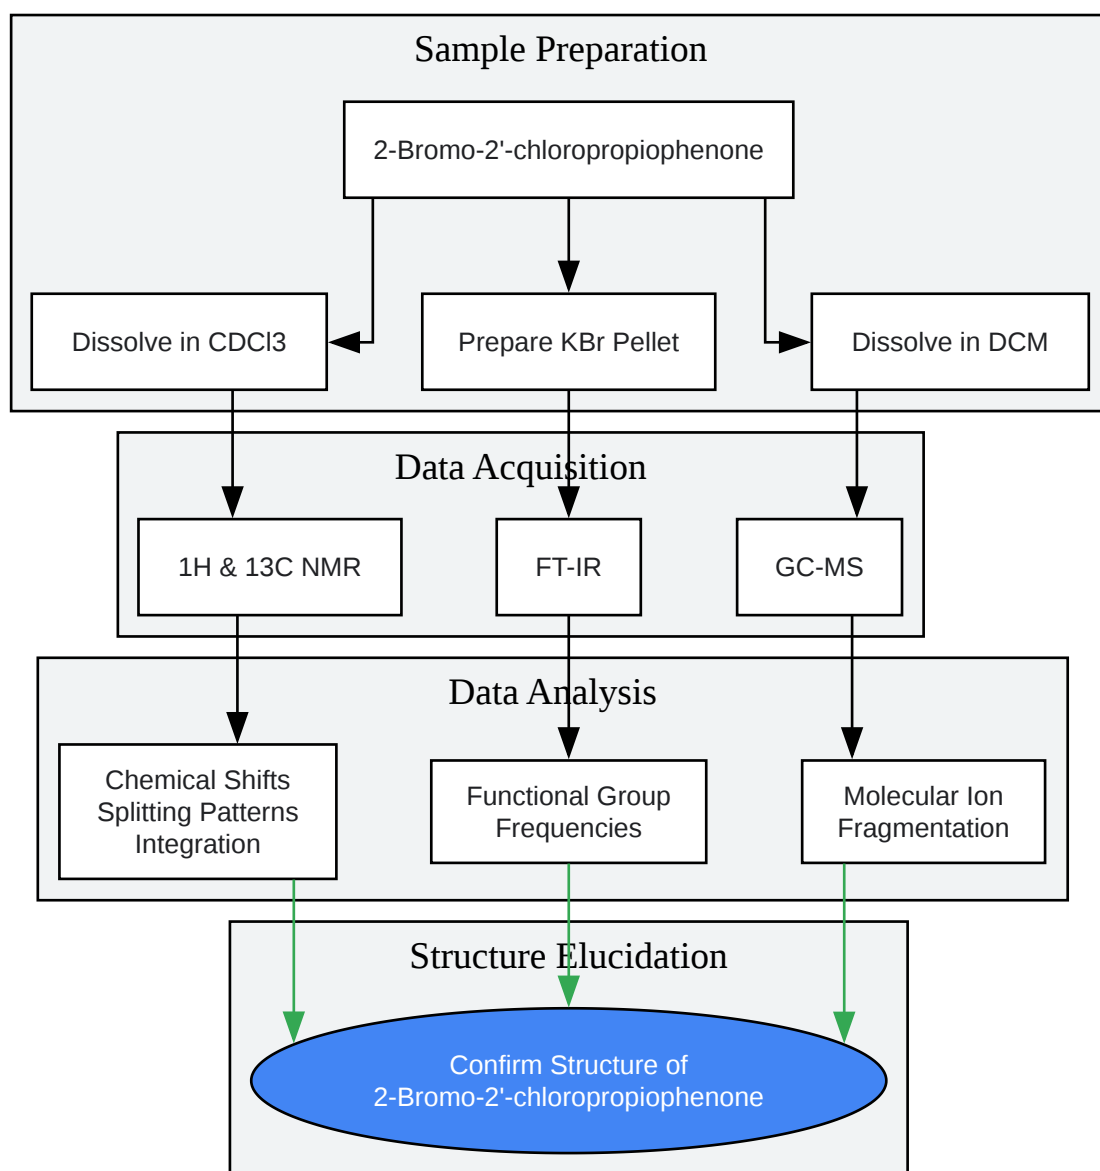 Sample Preparation
2-Bromo-2'-chloropropiophenone
Dissolve in CDCl3
Prepare KBr Pellet
Dissolve in DCM
Data Acquisition
1H & 13C NMR
FT-IR
GC-MS
Data Analysis
Chemical Shifts
Splitting Patterns
Integration
Functional Group
Frequencies
Molecular Ion
Fragmentation
Structure Elucidation
Confirm Structure of
2-Bromo-2'-chloropropiophenone